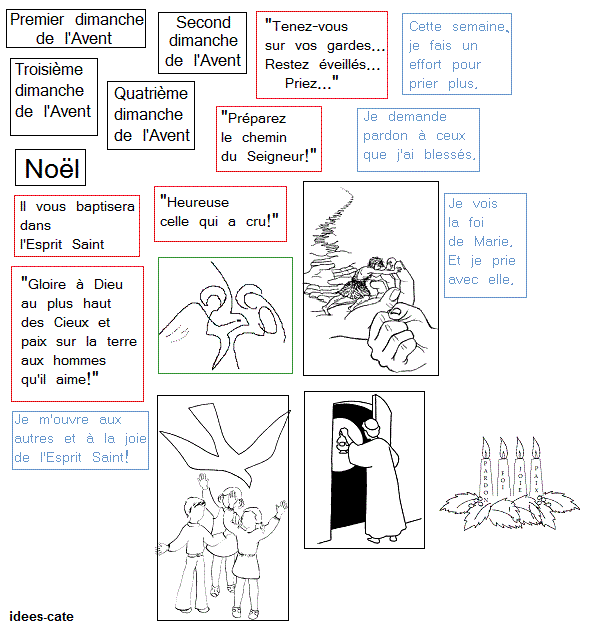 Premier dimanche
de l'Avent
Second
dimanche
de l'Avent
"Tenez-vous
sur vos gardes...
Restez éveillés...
Priez..."
Cette semaine,
je fais un
effort pour
prier plus.
Troisième
dimanche
de l'Avent
Quatrième
dimanche
de l'Avent
"Préparez
le chemin
du Seigneur!"
Je demande
pardon à ceux
que j'ai blessés.
Noël
Il vous baptisera
dans
l'Esprit Saint
"Heureuse
celle qui a cru!"
Je vois
la foi
de Marie.
Et je prie
avec elle.
"Gloire à Dieu
au plus haut
des Cieux et
paix sur la terre
aux hommes
qu'il aime!"
Je m'ouvre aux
autres et à la joie
de l'Esprit Saint!
PARDO
FOI
JOIE
PAIX
idees-cate